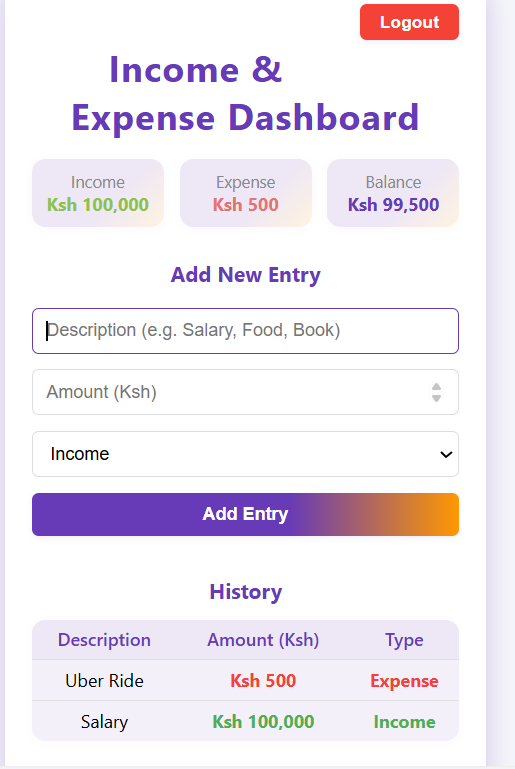 Logout
Income &
Expense Dashboard
Income Expense Balance
Ksh 100,000 Ksh 500 Ksh 99,500
Add New Entry
Description (e.g. Salary, Food, Book)
Amount (Ksh)
Income
Add Entry
History
Description Amount (Ksh) Type
Uber Ride Ksh 500 Expense
Salary Ksh 100,000 Income